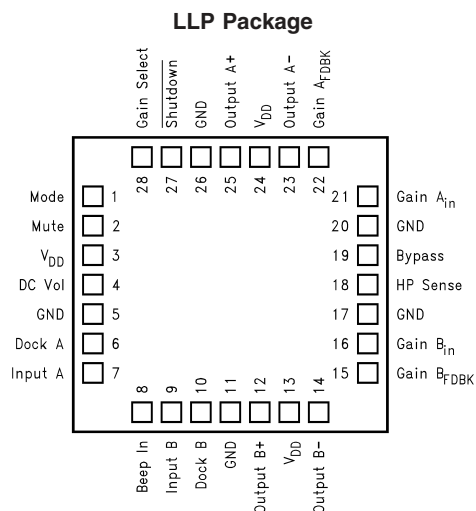 LLP Package
Gain Select
Shutdown
GND
Output A+
VDD
Output A-
Gain AFDBK
28
27
26
25
24
23
22
Mode 1
Mute 2
VDD 3
DC Vol 4
GND 5
Dock A 6
Input A 7
21 Gain Ain
20 GND
19 Bypass
18 HP Sense
17 GND
16 Gain Bin
15 Gain BFDBK
8
9
10
11
12
13
14
Beep In
Input B
Dock B
GND
Output B+
VDD
Output B-